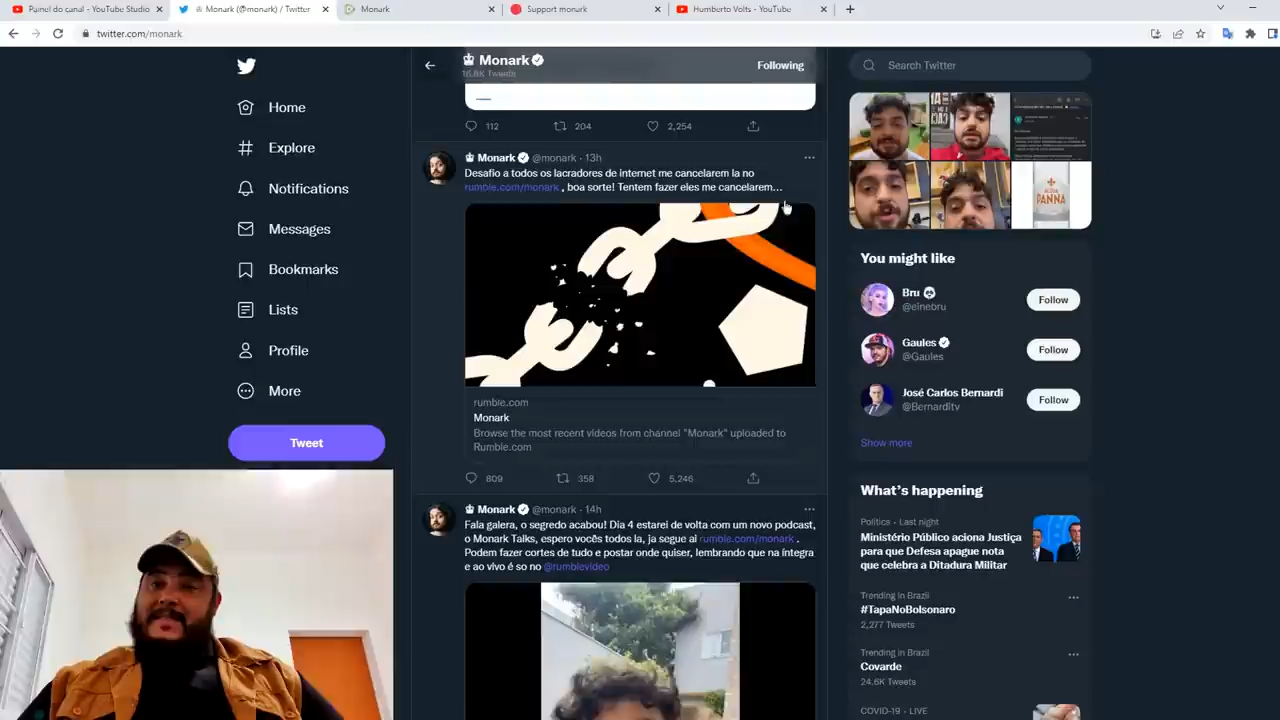 Painel do canal - YouTube Studio
Monark (@monark) / Twitter
Monark
Support monark
Humberto Volts - YouTube
twitter.com/monark
Monark
16.8K Tweets
Following
Search Twitter
Home
Explore
Notifications
Messages
Bookmarks
Lists
Profile
More
Tweet
112 204 2,254
Monark @monark · 13h
Desafio a todos os lacradores da internet me cancelarem la no
rumble.com/monark , boa sorte! Tentem fazer eles me cancelarem...
rumble.com
Monark
Browse the most recent videos from channel "Monark" uploaded to
Rumble.com
809 358 5,246
Monark @monark · 14h
Fala galera, o segredo acabou! Dia 4 estarei de volta com um novo podcast,
o Monark Talks, espero vocês todos la, ja segue ai rumble.com/monark .
Podem fazer cortes de tudo e postar onde quiser, lembrando que na íntegra
e ao vivo é so no @rumblevideo
ACQUA
PANNA
You might like
Bru
@einebru
Follow
Gaules
@Gaules
Follow
José Carlos Bernardi
@Bernarditv
Follow
Show more
What's happening
Politics · Last night
Ministério Público aciona Justiça
para que Defesa apague nota
que celebra a Ditadura Militar
Trending in Brazil
#TapaNoBolsonaro
2,277 Tweets
Trending in Brazil
Covarde
24.6K Tweets
COVID-19 · LIVE